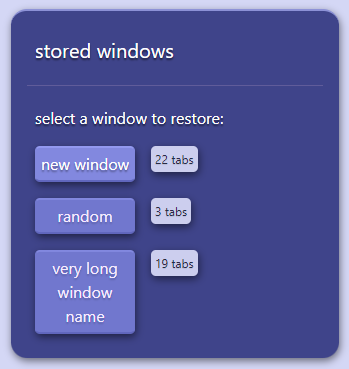 stored windows
select a window to restore:
new window 22 tabs
random 3 tabs
very long 19 tabs
window
name